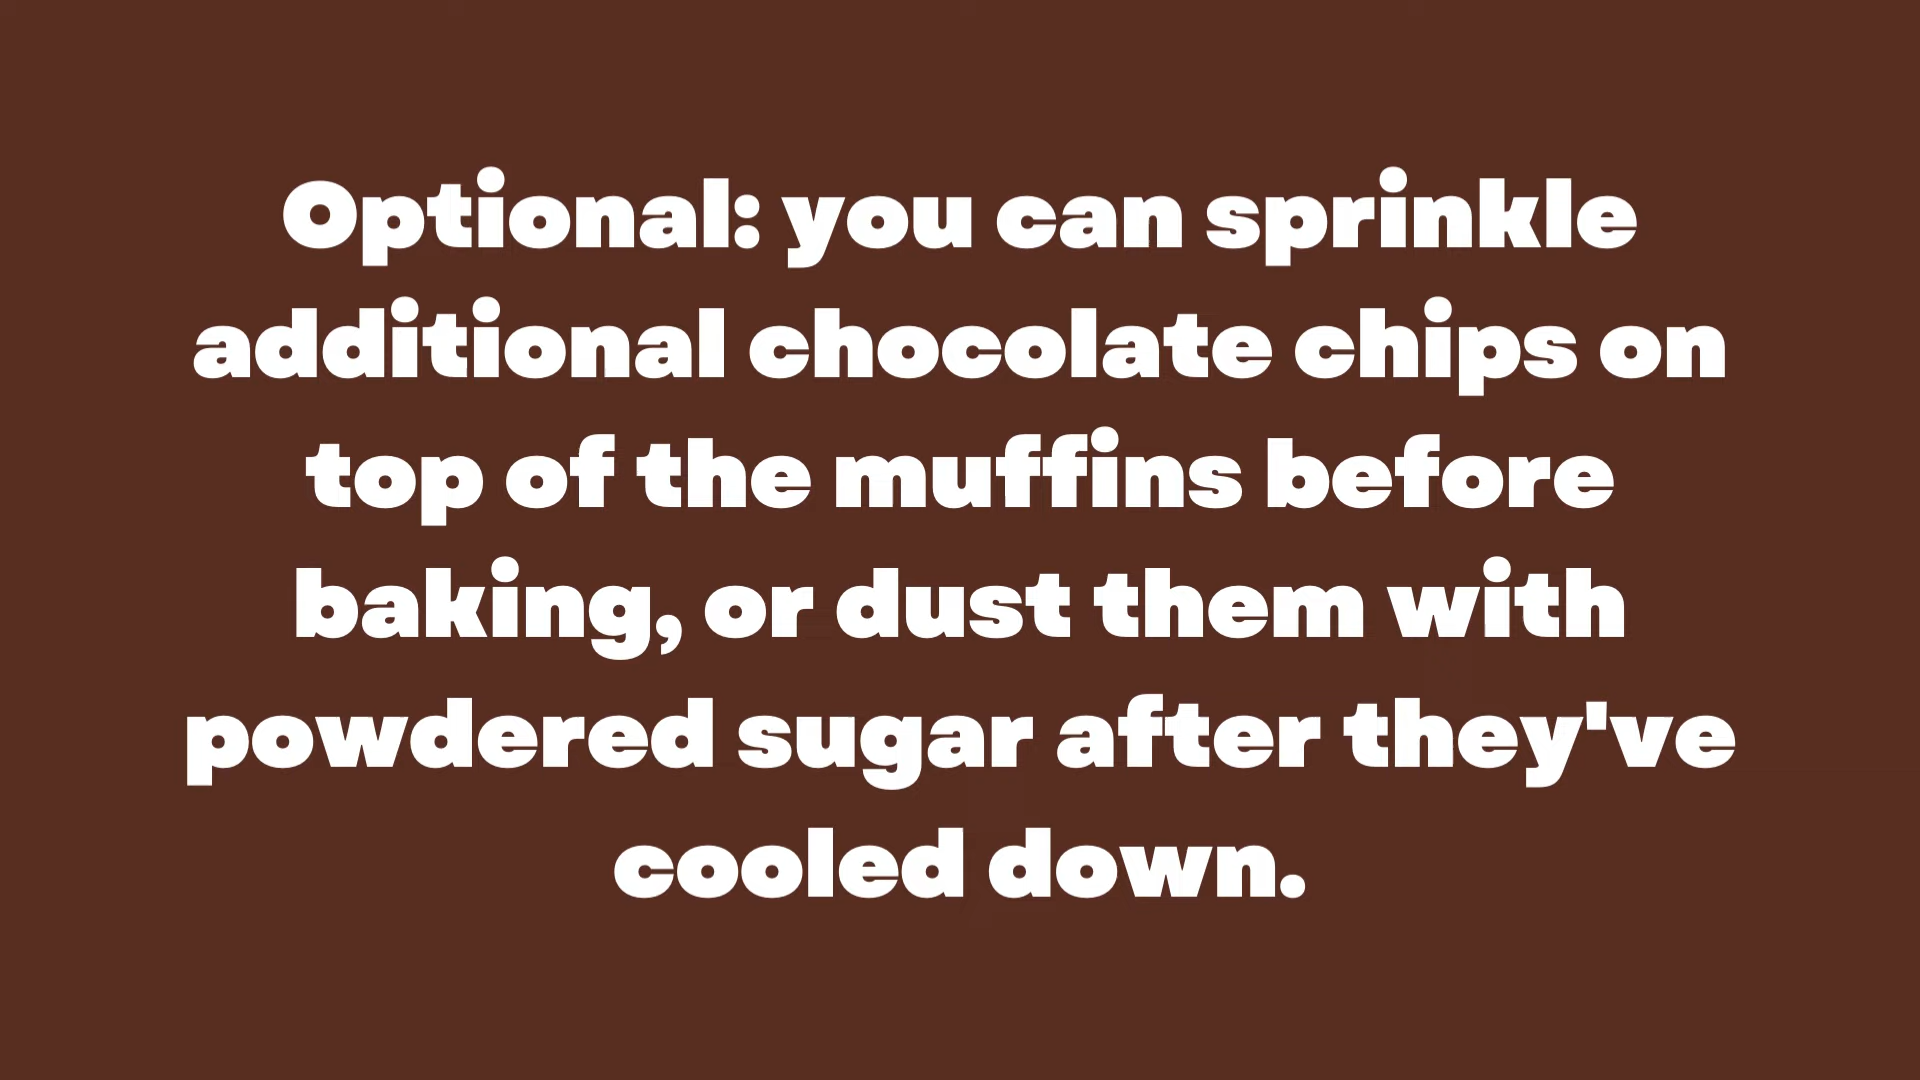 Optional: you can sprinkle
additional chocolate chips on
top of the muffins before
baking, or dust them with
powdered sugar after they've
cooled down.